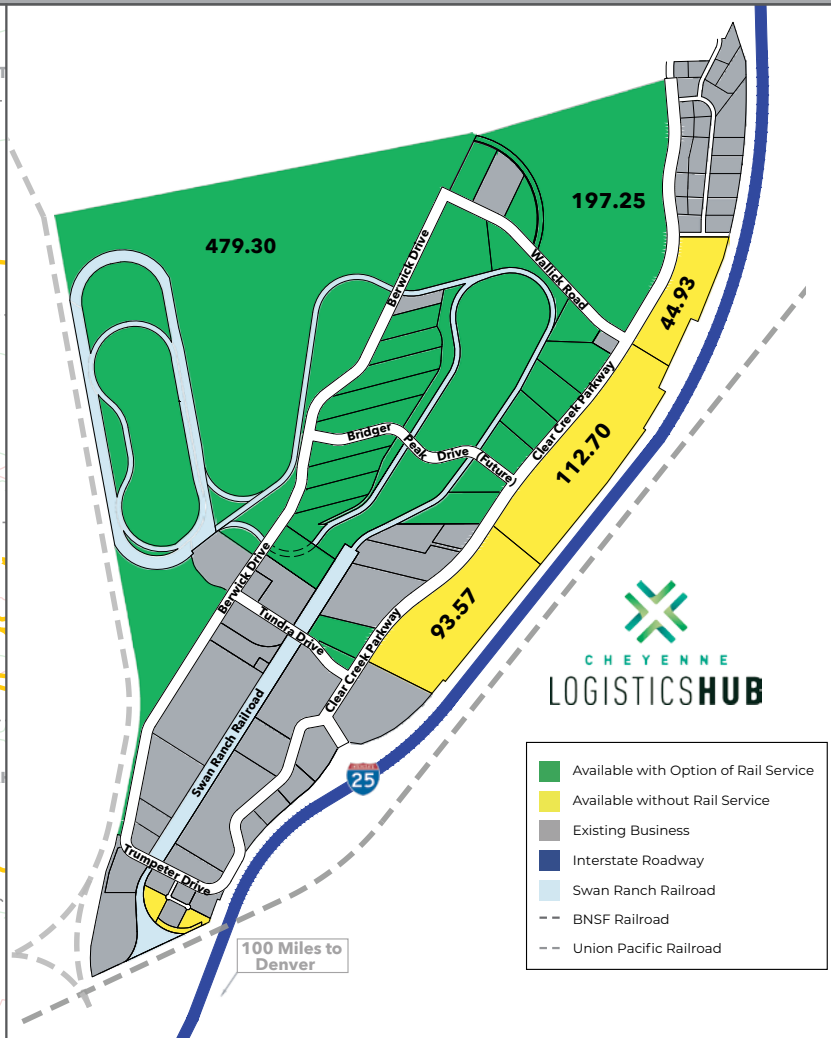 197.25
479.30
Berwick Drive
Wallick Road
44.93
Clear Creek Parkway
112.70
Bridger Peak Drive (Future)
Berwick Drive
93.57
Tundra Drive
Clear Creek Parkway
Swan Ranch Railroad
CHEYENNE
LOGISTICSHUB
25
Trumpeter Drive
100 Miles to
Denver
Available with Option of Rail Service
Available without Rail Service
Existing Business
Interstate Roadway
Swan Ranch Railroad
BNSF Railroad
Union Pacific Railroad